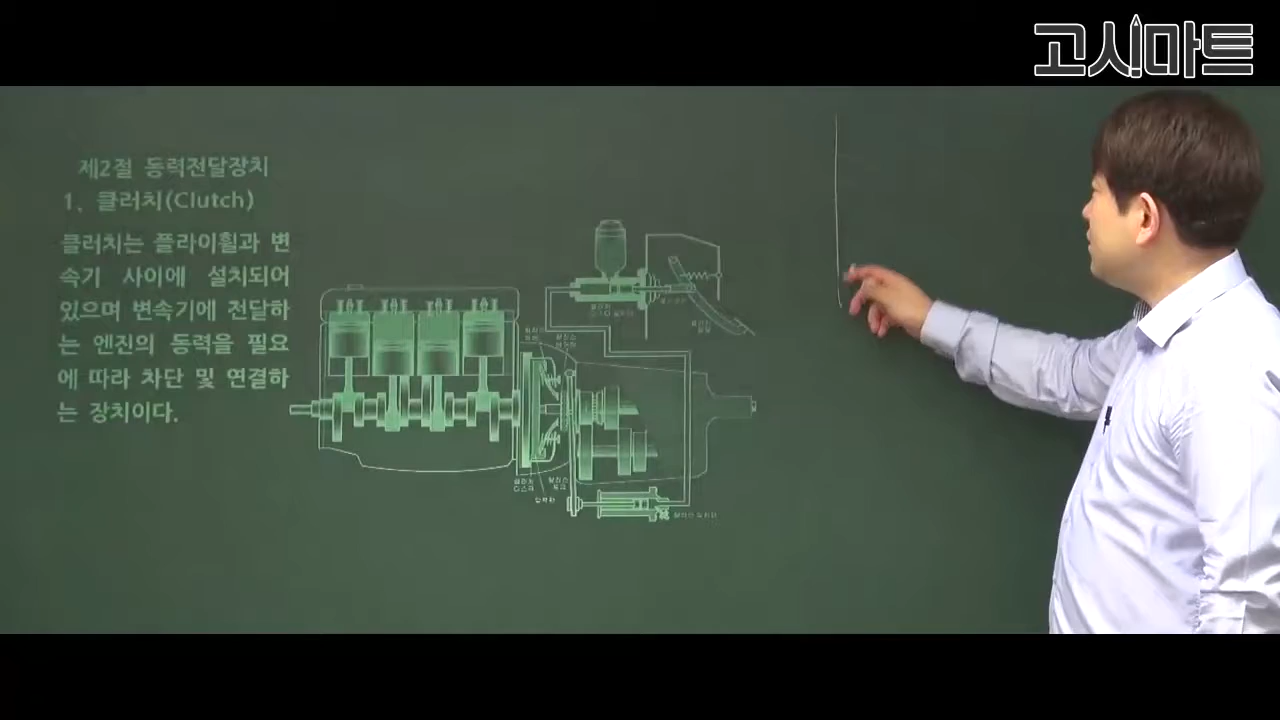 고시마트
제2절 동력전달장치
1. 클러치(Clutch)
클러치는 플라이휠과 변
속기 사이에 설치되어
있으며 변속기에 전달하
는 엔진의 동력을 필요
에 따라 차단 및 연결하
는 장치이다.